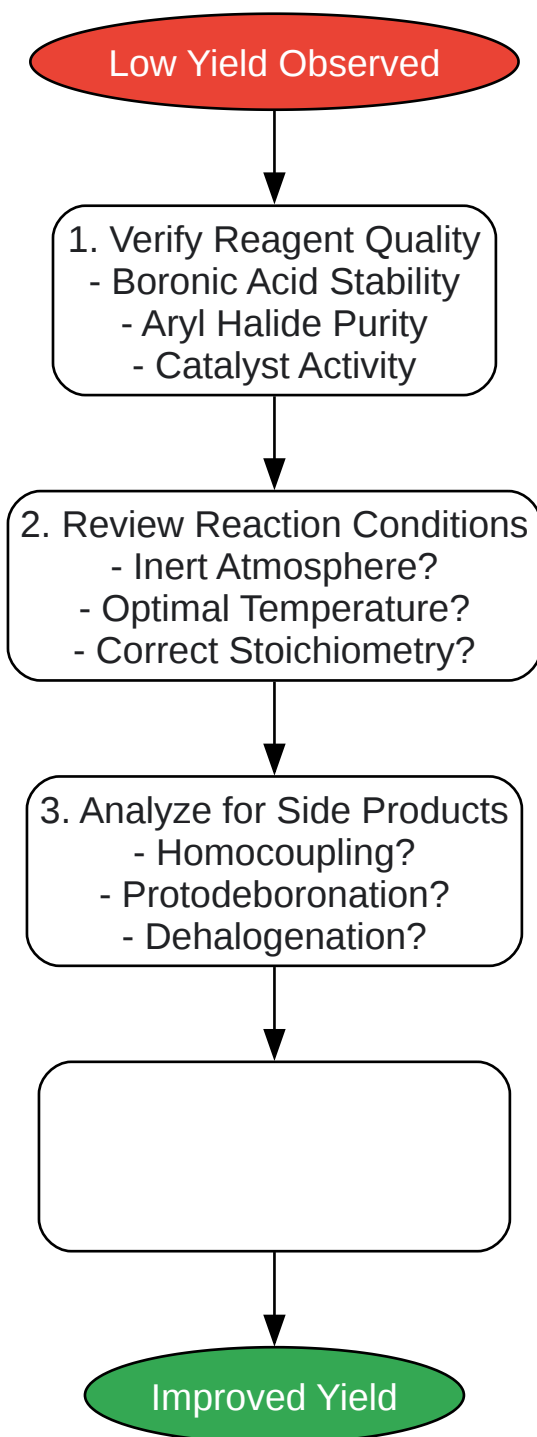 Low Yield Observed
1. Verify Reagent Quality
- Boronic Acid Stability
- Aryl Halide Purity
- Catalyst Activity
2. Review Reaction Conditions
- Inert Atmosphere?
- Optimal Temperature?
- Correct Stoichiometry?
3. Analyze for Side Products
- Homocoupling?
- Protodeboronation?
- Dehalogenation?
Improved Yield